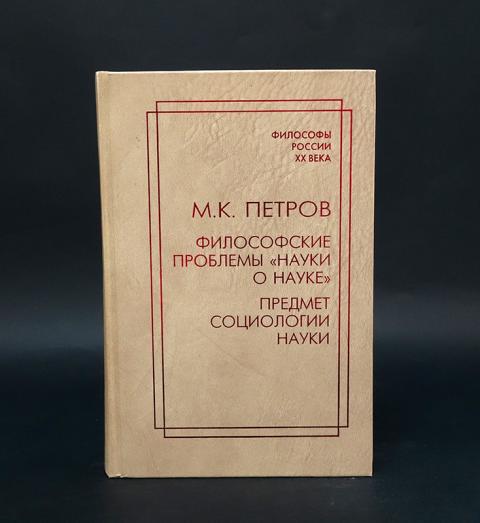 ФИЛОСОФЫ
РОССИИ
XX ВЕКА
М.К. ПЕТРОВ
ФИЛОСОФСКИЕ
ПРОБЛЕМЫ «НАУКИ
О НАУКЕ»
ПРЕДМЕТ
СОЦИОЛОГИИ
НАУКИ